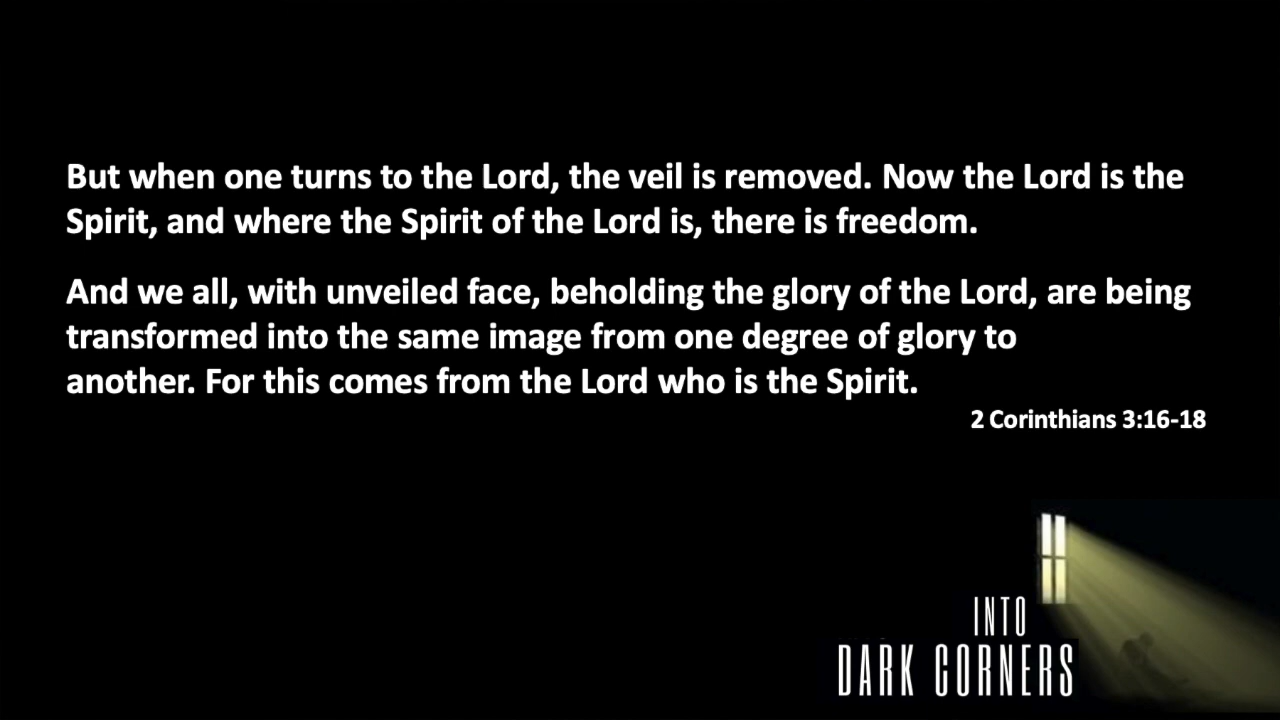 But when one turns to the Lord, the veil is removed. Now the Lord is the
Spirit, and where the Spirit of the Lord is, there is freedom.
And we all, with unveiled face, beholding the glory of the Lord, are being
transformed into the same image from one degree of glory to
another. For this comes from the Lord who is the Spirit.
2 Corinthians 3:16-18
INTO
DARK CORNERS